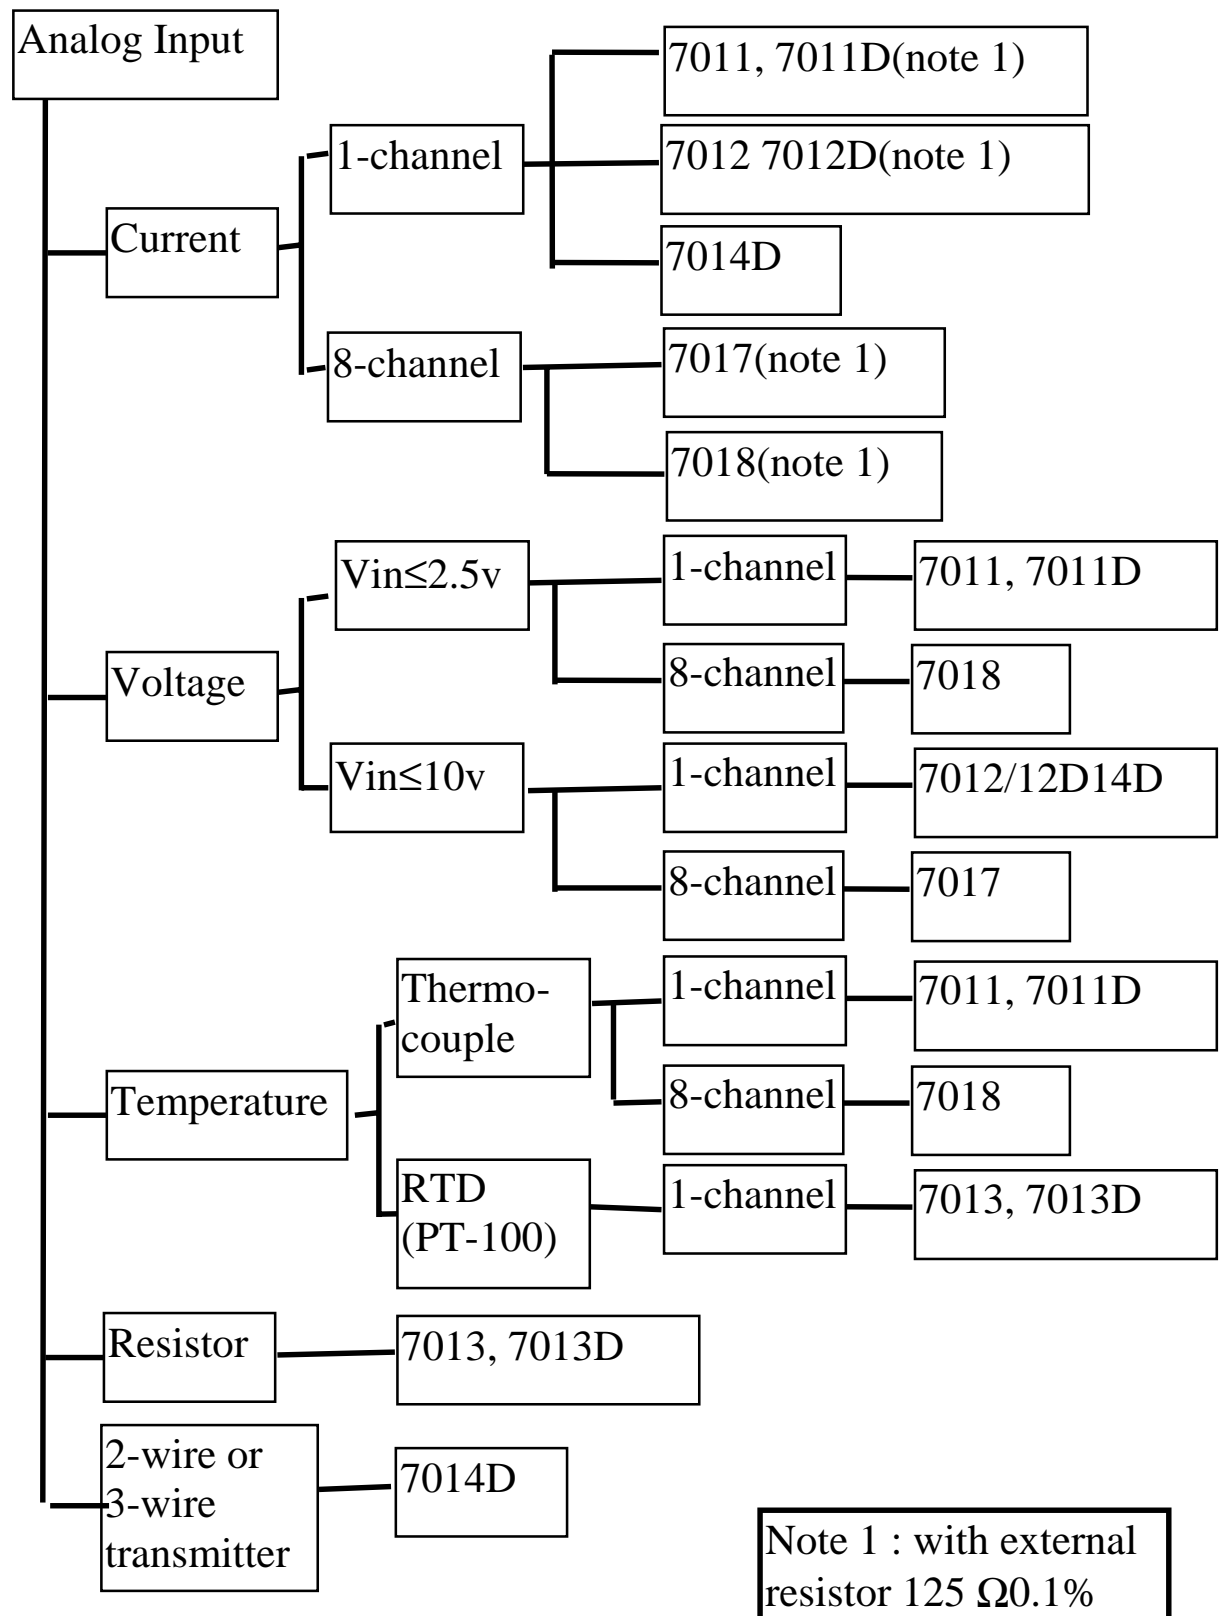 Analog Input
7011, 7011D(note 1)
1-channel
7012 7012D(note 1)
Current
7014D
8-channel
7017(note 1)
7018(note 1)
Vin≤2.5v
1-channel
7011, 7011D
Voltage
8-channel
7018
Vin≤10v
1-channel
7012/12D14D
8-channel
7017
Thermo-
couple
1-channel
7011, 7011D
Temperature
8-channel
7018
RTD
(PT-100)
1-channel
7013, 7013D
Resistor
7013, 7013D
2-wire or
3-wire
transmitter
7014D
Note 1 : with external
resistor 125 Ω0.1%